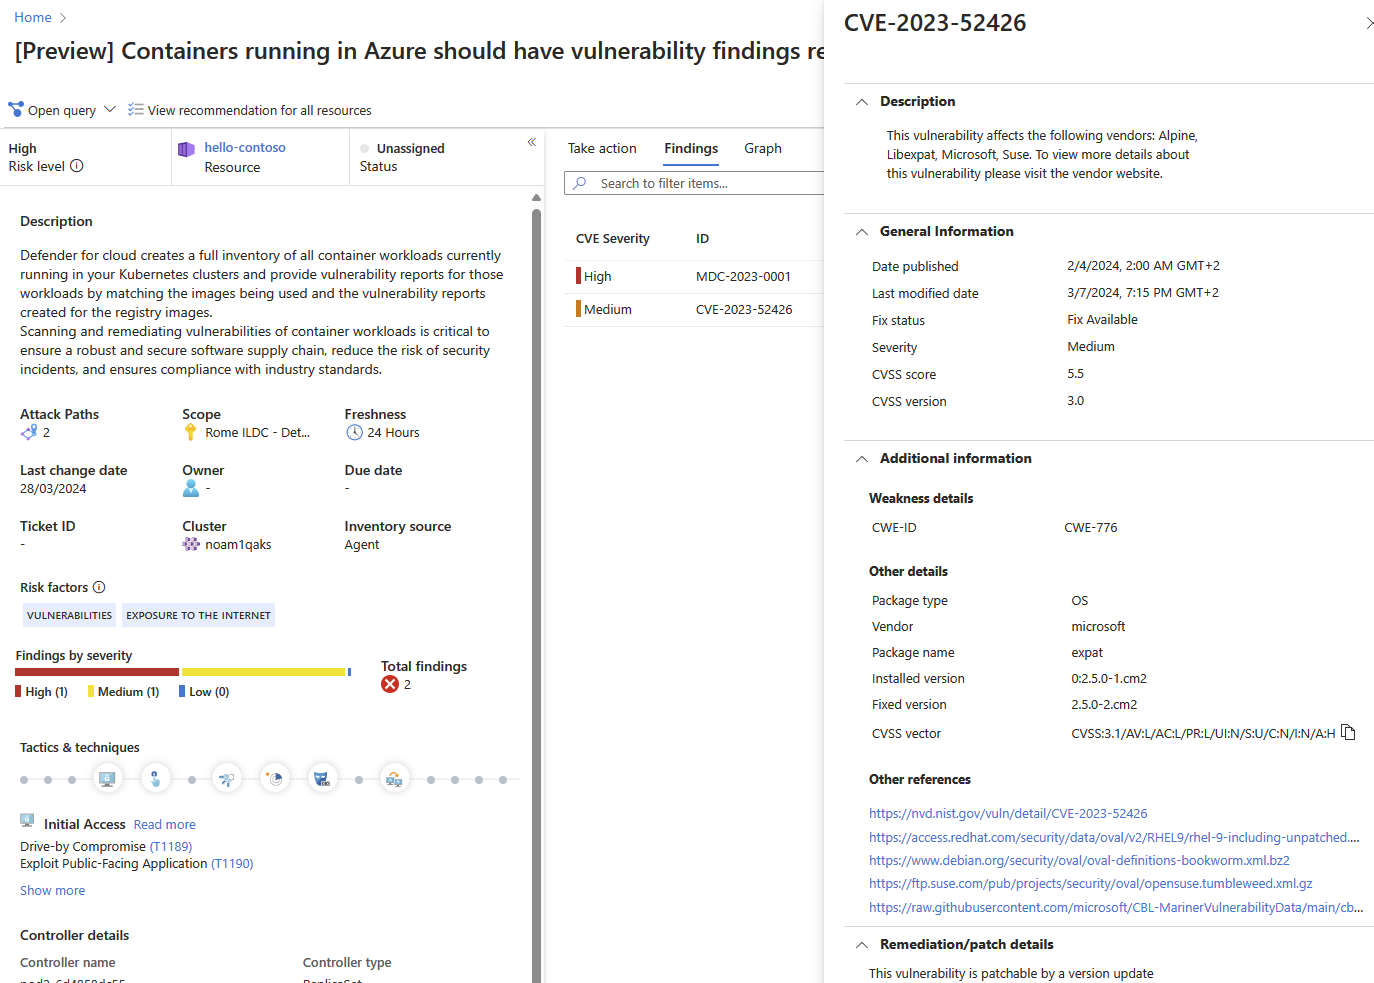 Home
[Preview] Containers running in Azure should have vulnerability findings re
Open query
View recommendation for all resources
High
Risk level
hello-contoso
Resource
Unassigned
Status
Description
Defender for cloud creates a full inventory of all container workloads currently
running in your Kubernetes clusters and provide vulnerability reports for those
workloads by matching the images being used and the vulnerability reports
created for the registry images.
Scanning and remediating vulnerabilities of container workloads is critical to
ensure a robust and secure software supply chain, reduce the risk of security
incidents, and ensures compliance with industry standards.
Attack Paths
2
Scope
Rome ILDC - Det...
Freshness
24 Hours
Last change date
28/03/2024
Owner
-
Due date
-
Ticket ID
-
Cluster
noam1qaks
Inventory source
Agent
Risk factors
VULNERABILITIES
EXPOSURE TO THE INTERNET
Findings by severity
High (1)
Medium (1)
Low (0)
Total findings
2
Tactics & techniques
Initial Access Read more
Drive-by Compromise (T1189)
Exploit Public-Facing Application (T1190)
Show more
Controller details
Controller name
Controller type
Take action
Findings
Graph
Search to filter items...
CVE Severity ID
High MDC-2023-0001
Medium CVE-2023-52426
CVE-2023-52426
Description
This vulnerability affects the following vendors: Alpine,
Libexpat, Microsoft, Suse. To view more details about
this vulnerability please visit the vendor website.
General Information
Date published 2/4/2024, 2:00 AM GMT+2
Last modified date 3/7/2024, 7:15 PM GMT+2
Fix status Fix Available
Severity Medium
CVSS score 5.5
CVSS version 3.0
Additional information
Weakness details
CWE-ID CWE-776
Other details
Package type OS
Vendor microsoft
Package name expat
Installed version 0:2.5.0-1.cm2
Fixed version 2.5.0-2.cm2
CVSS vector CVSS:3.1/AV:L/AC:L/PR:L/UI:N/S:U/C:N/I:N/A:H
Other references
https://nvd.nist.gov/vuln/detail/CVE-2023-52426
https://access.redhat.com/security/data/oval/v2/RHEL9/rhel-9-including-unpatched....
https://www.debian.org/security/oval/oval-definitions-bookworm.xml.bz2
https://ftp.suse.com/pub/projects/security/oval/opensuse.tumbleweed.xml.gz
https://raw.githubusercontent.com/microsoft/CBL-MarinerVulnerabilityData/main/cb...
Remediation/patch details
This vulnerability is patchable by a version update